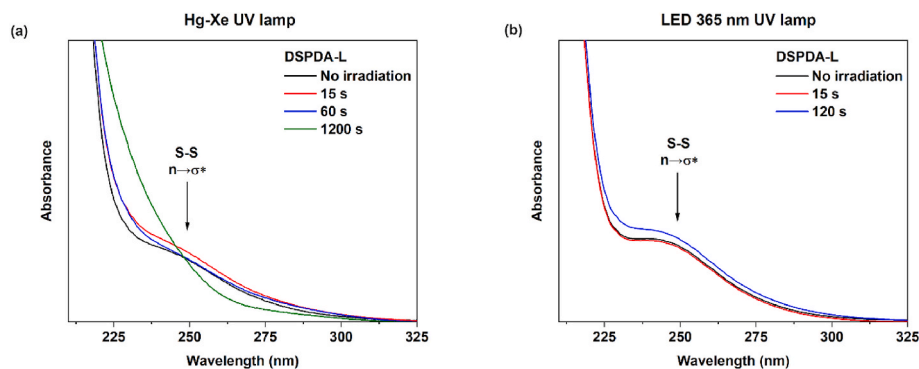 Hg-Xe UV lamp
(a)
DSPDA-L
No irradiation
15 s
60 s
1200 s
S-S
n→σ*
Absorbance
225 250 275 300 325
Wavelength (nm)
LED 365 nm UV lamp
(b)
DSPDA-L
No irradiation
15 s
120 s
S-S
n→σ*
Absorbance
225 250 275 300 325
Wavelength (nm)